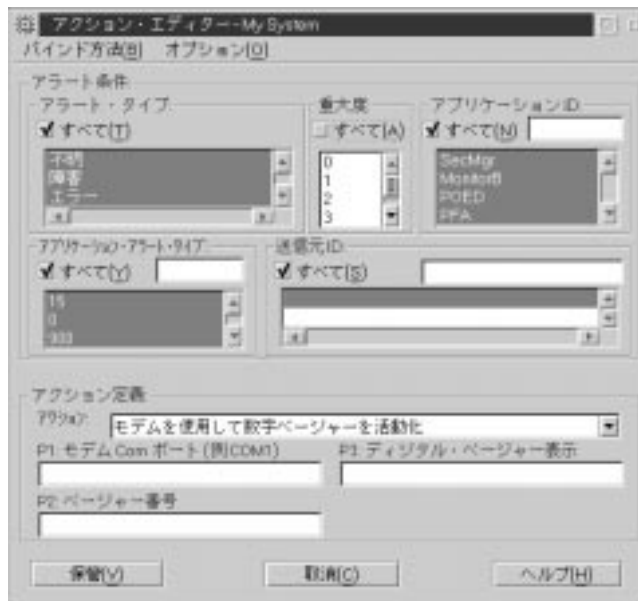 アクション・エディター-My System
バインド方法(B) オプション(O)
アラート条件
アラート・タイプ:
すべて(T)
不明
障害
エラー
重大度
すべて(A)
0
1
2
3
アプリケーションID:
すべて(N)
SecMgr
MonitorB
POED
PFA
アプリケーション・アラート・タイプ:
すべて(Y)
15
0
送信元ID:
すべて(S)
アクション定義
アクション: モデムを使用して数字ページャーを活動化
P1: モデム Com ポート (例COM1)
P3: ディジタル・ページャー表示
P2: ページャー番号
保管(V) 取消(C) ヘルプ(H)